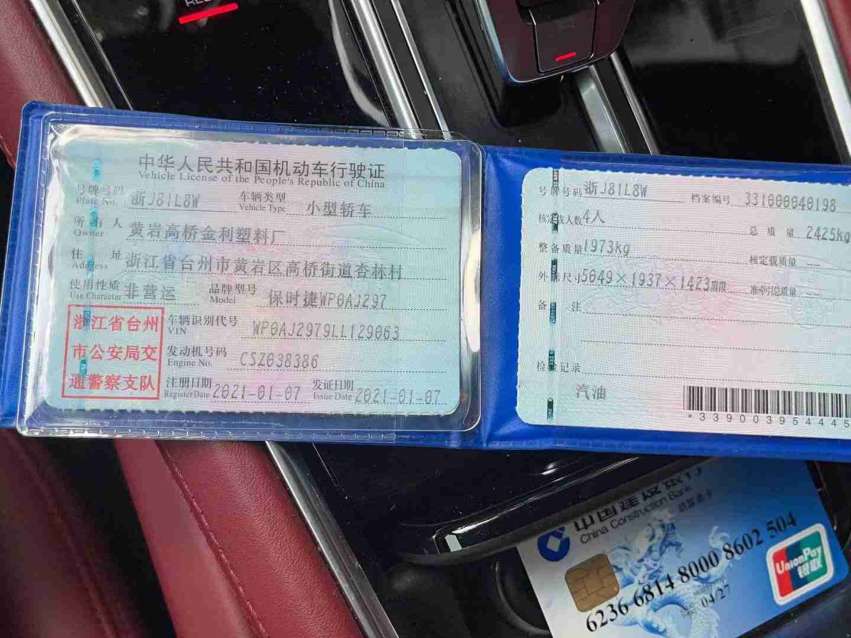 中华人民共和国机动车行驶证
Vehicle License of the People's Republic of China
号牌号码 浙J81L8W 车辆类型 小型轿车
Plate No. Vehicle Type
所有人 黄岩高桥金利塑料厂
Owner
住址 浙江省台州市黄岩区高桥街道杏林村
Address
使用性质 非营运 品牌型号 保时捷WP0AJ297
Use Character Model
浙江省台州
市公安局交
通警察支队
车辆识别代号 WP0AJ2979LL129063
VIN
发动机号码 CSZ038386
Engine No.
注册日期 2021-01-07 发证日期 2021-01-07
Register Date Issue Date
号牌号码 浙J81L8W 档案编号 331000840198
核定载人数 4人 总质量 2425kg
整备质量 1973kg 核定载质量
外廓尺寸 5049×1937×1423mm 准牵引总质量
备注
检验记录
汽油
*339003954445
中国建设银行
China Construction Bank
6236 6814 8000 8602 504
04/27
UnionPay
银联